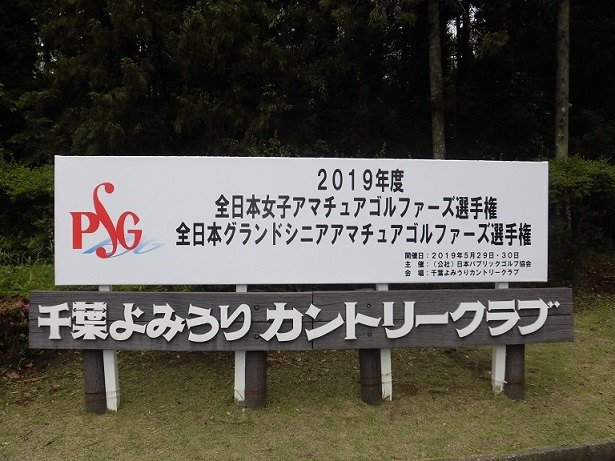 PSG
2019年度
全日本女子アマチュアゴルファーズ選手権
全日本グランドシニアアマチュアゴルファーズ選手権
開催日：2019年5月29日・30日
主　催：（公社）日本パブリックゴルフ協会
会　場：千葉よみうりカントリークラブ
千葉よみうりカントリークラブ